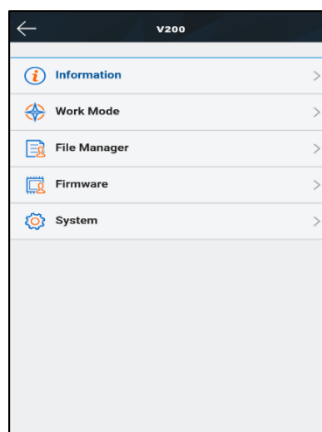 V200
Information
Work Mode
File Manager
Firmware
System